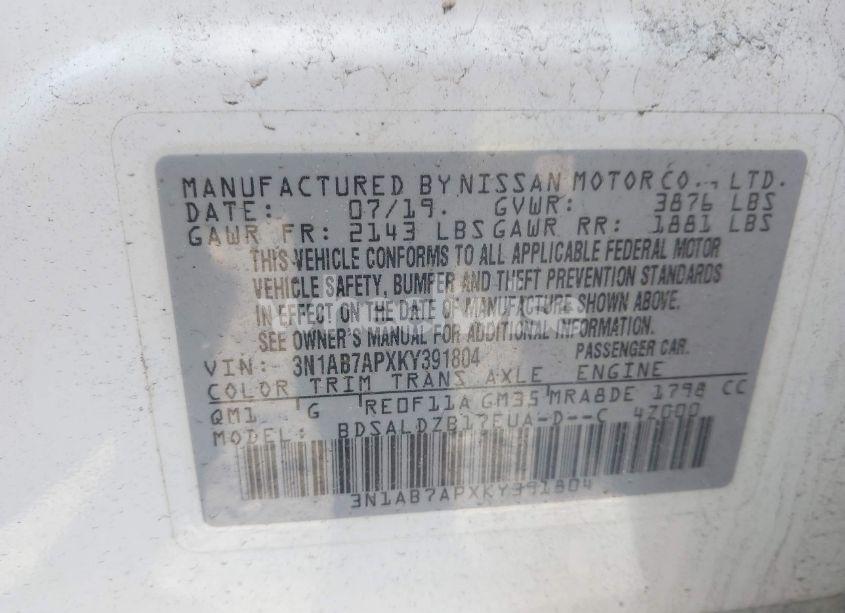 MANUFACTURED BY NISSAN MOTOR CO., LTD.
DATE: 07/19. GVWR: 3876 LBS
GAWR FR: 2143 LBS GAWR RR: 1881 LBS
THIS VEHICLE CONFORMS TO ALL APPLICABLE FEDERAL MOTOR
VEHICLE SAFETY, BUMPER AND THEFT PREVENTION STANDARDS
IN EFFECT ON THE DATE OF MANUFACTURE SHOWN ABOVE.
SEE OWNER'S MANUAL FOR ADDITIONAL INFORMATION.
VIN: 3N1AB7APXKY391804 PASSENGER CAR.
COLOR TRIM TRANS AXLE ENGINE
QM1 G RE0F11A GM35 MRA8DE 1798 CC
MODEL: BDSALDZB17EUA-D--C 4Z000
3N1AB7APXKY391804